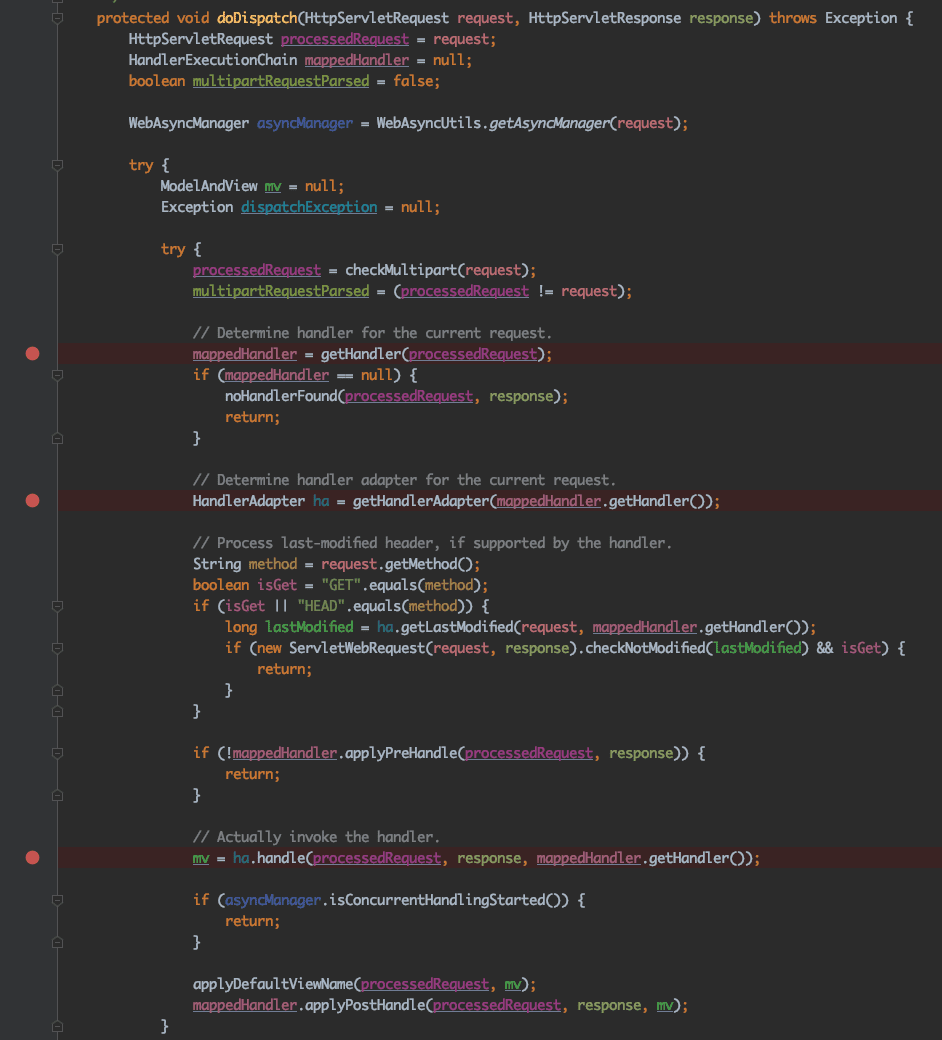 protected void doDispatch(HttpServletRequest request, HttpServletResponse response) throws Exception {
HttpServletRequest processedRequest = request;
HandlerExecutionChain mappedHandler = null;
boolean multipartRequestParsed = false;
WebAsyncManager asyncManager = WebAsyncUtils.getAsyncManager(request);
try {
ModelAndView mv = null;
Exception dispatchException = null;
try {
processedRequest = checkMultipart(request);
multipartRequestParsed = (processedRequest != request);
// Determine handler for the current request.
mappedHandler = getHandler(processedRequest);
if (mappedHandler == null) {
noHandlerFound(processedRequest, response);
return;
}
// Determine handler adapter for the current request.
HandlerAdapter ha = getHandlerAdapter(mappedHandler.getHandler());
// Process last-modified header, if supported by the handler.
String method = request.getMethod();
boolean isGet = "GET".equals(method);
if (isGet || "HEAD".equals(method)) {
long lastModified = ha.getLastModified(request, mappedHandler.getHandler());
if (new ServletWebRequest(request, response).checkNotModified(lastModified) && isGet) {
return;
}
}
if (!mappedHandler.applyPreHandle(processedRequest, response)) {
return;
}
// Actually invoke the handler.
mv = ha.handle(processedRequest, response, mappedHandler.getHandler());
if (asyncManager.isConcurrentHandlingStarted()) {
return;
}
applyDefaultViewName(processedRequest, mv);
mappedHandler.applyPostHandle(processedRequest, response, mv);
}